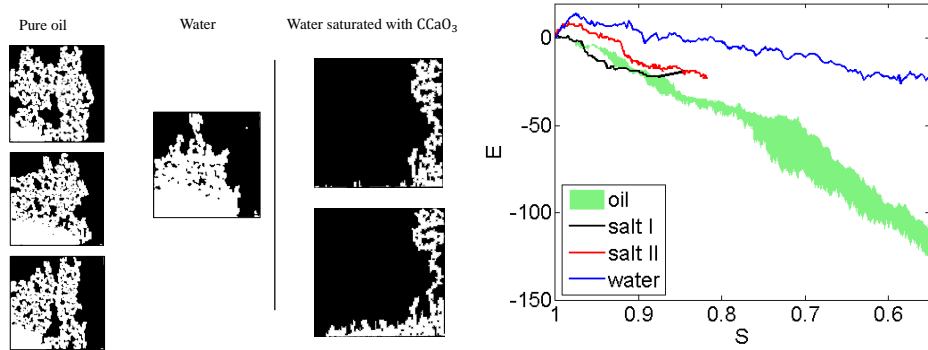 Pure oil
Water
Water saturated with CCaO₃
0
-50
-100
-150
E
1
0.9
0.8
0.7
0.6
S
oil
salt I
salt II
water